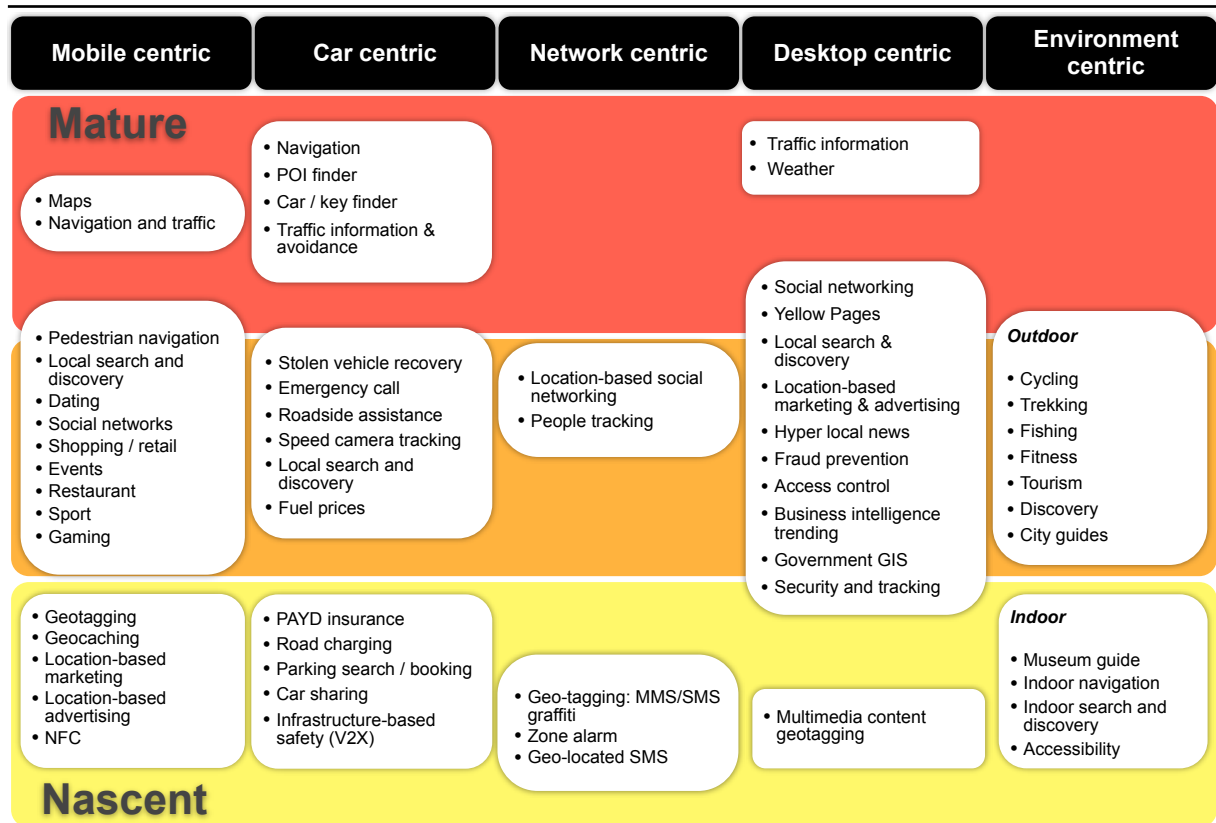 Mobile centric
Car centric
Network centric
Desktop centric
Environment
centric
Mature
• Maps
• Navigation and traffic
• Navigation
• POI finder
• Car / key finder
• Traffic information &
avoidance
• Traffic information
• Weather
• Pedestrian navigation
• Local search and
discovery
• Dating
• Social networks
• Shopping / retail
• Events
• Restaurant
• Sport
• Gaming
• Stolen vehicle recovery
• Emergency call
• Roadside assistance
• Speed camera tracking
• Local search and
discovery
• Fuel prices
• Location-based social
networking
• People tracking
• Social networking
• Yellow Pages
• Local search &
discovery
• Location-based
marketing & advertising
• Hyper local news
• Fraud prevention
• Access control
• Business intelligence
trending
• Government GIS
• Security and tracking
Outdoor
• Cycling
• Trekking
• Fishing
• Fitness
• Tourism
• Discovery
• City guides
• Geotagging
• Geocaching
• Location-based
marketing
• Location-based
advertising
• NFC
• PAYD insurance
• Road charging
• Parking search / booking
• Car sharing
• Infrastructure-based
safety (V2X)
• Geo-tagging: MMS/SMS
graffiti
• Zone alarm
• Geo-located SMS
• Multimedia content
geotagging
Indoor
• Museum guide
• Indoor navigation
• Indoor search and
discovery
• Accessibility
Nascent